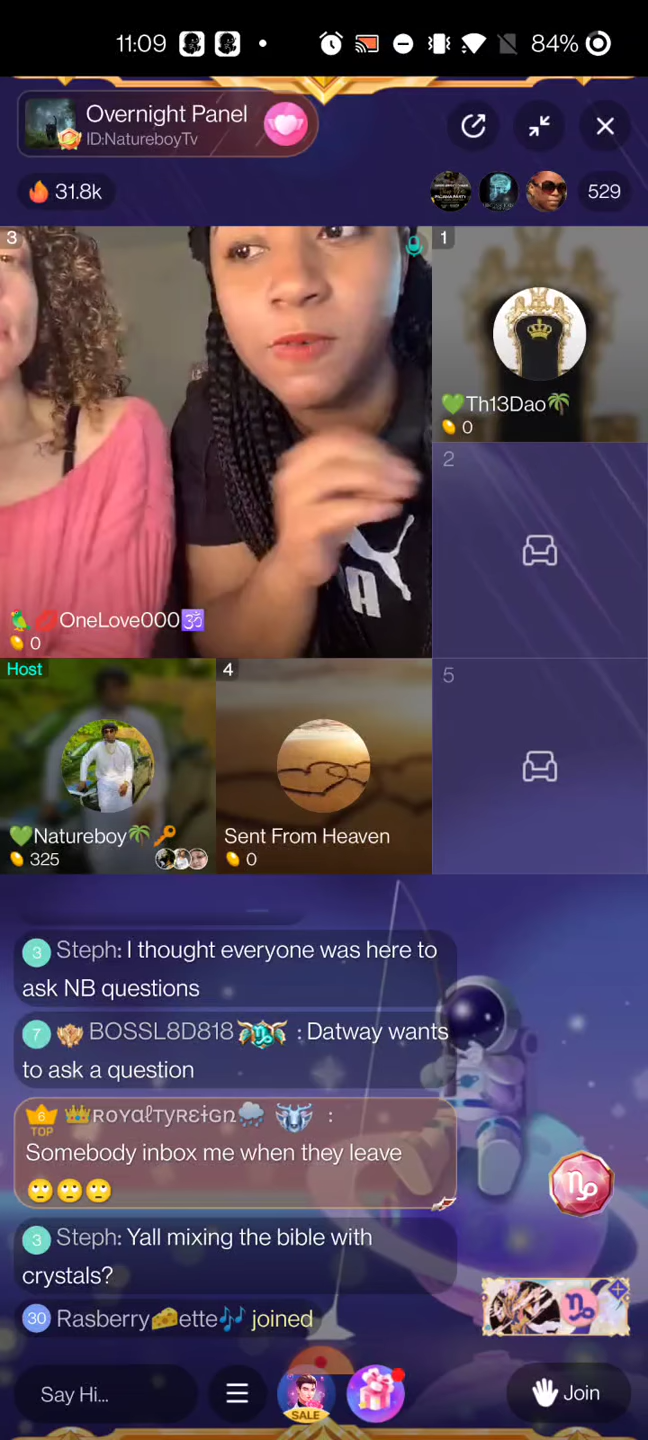 11:09
84%
Overnight Panel
ID:NatureboyTv
31.8k
529
3
1
💚Th13Dao🌴
0
2
🦜💋OneLove000🕉
0
Host
4
5
💚Natureboy🌴🔑
325
Sent From Heaven
0
3 Steph: I thought everyone was here to
ask NB questions
7 BOSSL8D818 : Datway wants
to ask a question
6 TOP 👑ʀᴏʏαℓтʏʀɛɨɢռ🌧 :
Somebody inbox me when they leave
🙄🙄🙄
3 Steph: Yall mixing the bible with
crystals?
30 Rasberry🧀ette🎶 joined
Say Hi...
SALE
Join